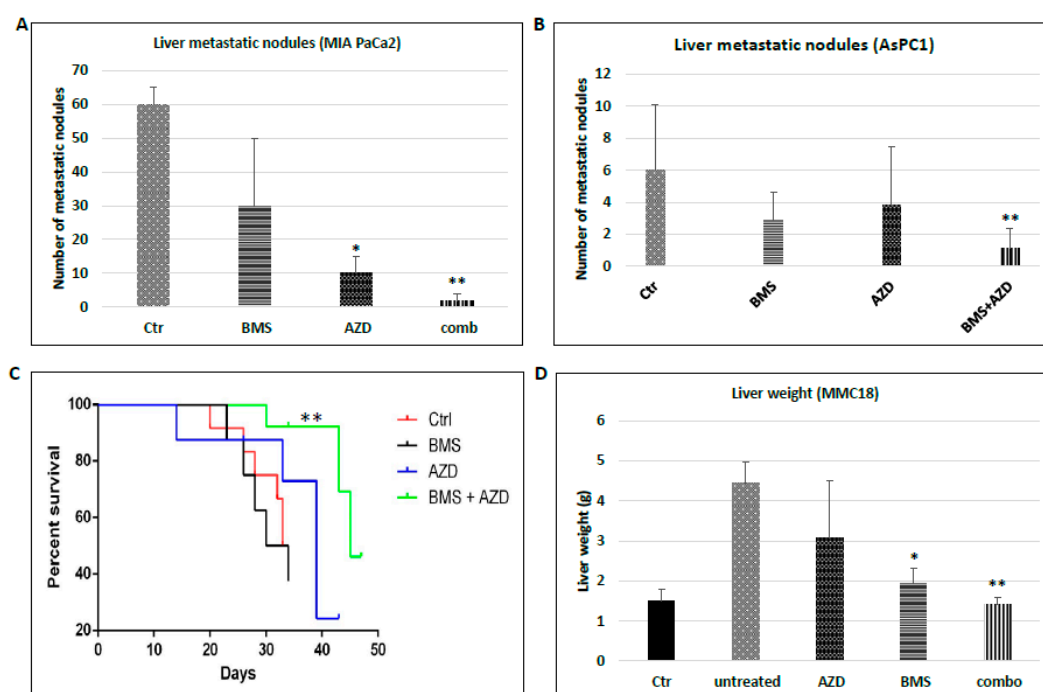 A
Liver metastatic nodules (MIA PaCa2)
Number of metastatic nodules
70
60
50
40
30
20
10
0
*
**
Ctr BMS AZD comb
B
Liver metastatic nodules (AsPC1)
Number of metastatic nodules
12
10
8
6
4
2
0
**
Ctr BMS AZD BMS+AZD
C
Percent survival
100
80
60
40
20
**
Ctrl
BMS
AZD
BMS + AZD
0 10 20 30 40 50
Days
D
Liver weight (MMC18)
Liver weight (g)
6
5
4
3
2
1
0
*
**
Ctr untreated AZD BMS combo